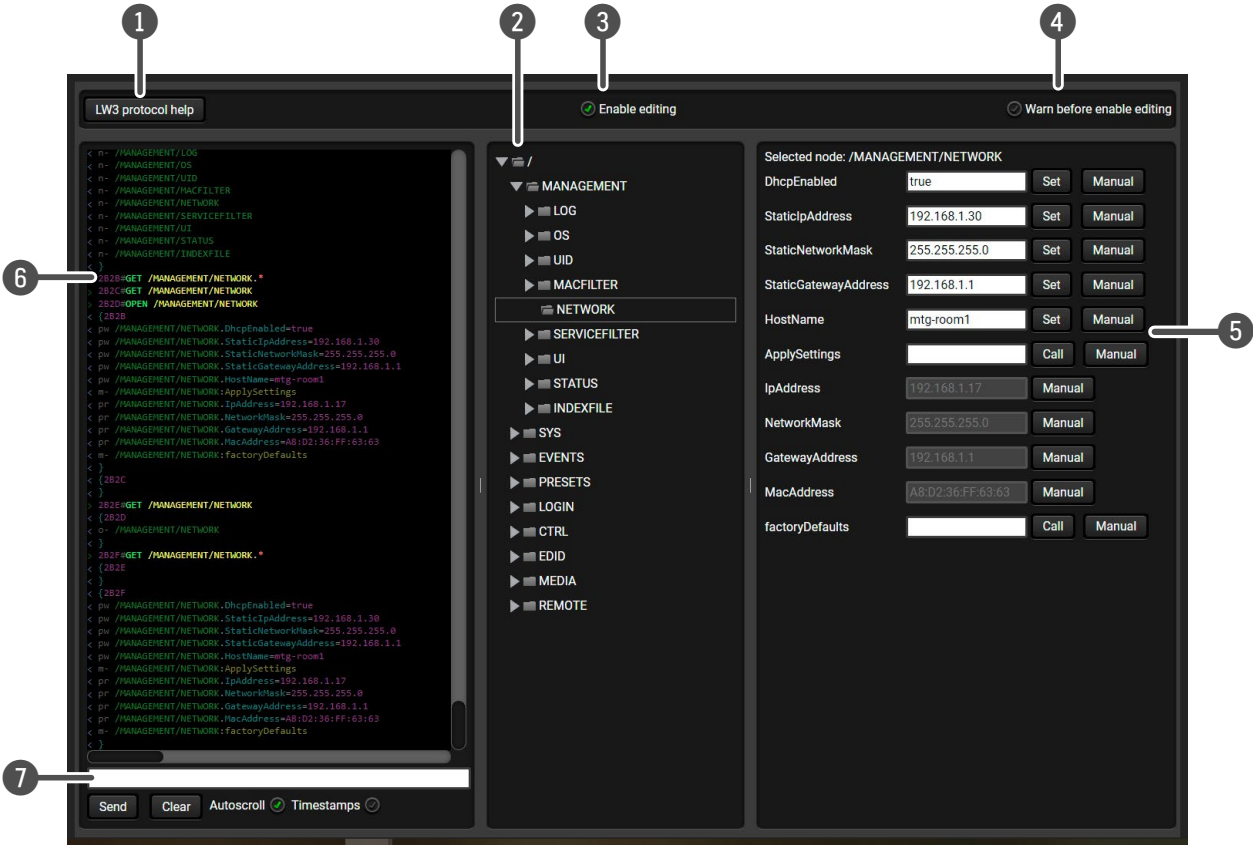 1
2
3
4
LW3 protocol help
Enable editing
Warn before enable editing
< n- /MANAGEMENT/LOG
< n- /MANAGEMENT/OS
< n- /MANAGEMENT/UID
< n- /MANAGEMENT/MACFILTER
< n- /MANAGEMENT/NETWORK
< n- /MANAGEMENT/SERVICEFILTER
< n- /MANAGEMENT/UI
< n- /MANAGEMENT/STATUS
< n- /MANAGEMENT/INDEXFILE
< }
6
2B2B#GET /MANAGEMENT/NETWORK.*
> 2B2C#GET /MANAGEMENT/NETWORK
> 2B2D#OPEN /MANAGEMENT/NETWORK
< {2B2B
< pw /MANAGEMENT/NETWORK.DhcpEnabled=true
< pw /MANAGEMENT/NETWORK.StaticIpAddress=192.168.1.30
< pw /MANAGEMENT/NETWORK.StaticNetworkMask=255.255.255.0
< pw /MANAGEMENT/NETWORK.StaticGatewayAddress=192.168.1.1
< pw /MANAGEMENT/NETWORK.HostName=mtg-room1
< m- /MANAGEMENT/NETWORK:ApplySettings
< pr /MANAGEMENT/NETWORK.IpAddress=192.168.1.17
< pr /MANAGEMENT/NETWORK.NetworkMask=255.255.255.0
< pr /MANAGEMENT/NETWORK.GatewayAddress=192.168.1.1
< pr /MANAGEMENT/NETWORK.MacAddress=A8:D2:36:FF:63:63
< m- /MANAGEMENT/NETWORK:factoryDefaults
< }
< {2B2C
< }
> 2B2E#GET /MANAGEMENT/NETWORK
< {2B2D
< o- /MANAGEMENT/NETWORK
< }
> 2B2F#GET /MANAGEMENT/NETWORK.*
< {2B2E
< }
< {2B2F
< pw /MANAGEMENT/NETWORK.DhcpEnabled=true
< pw /MANAGEMENT/NETWORK.StaticIpAddress=192.168.1.30
< pw /MANAGEMENT/NETWORK.StaticNetworkMask=255.255.255.0
< pw /MANAGEMENT/NETWORK.StaticGatewayAddress=192.168.1.1
< pw /MANAGEMENT/NETWORK.HostName=mtg-room1
< m- /MANAGEMENT/NETWORK:ApplySettings
< pr /MANAGEMENT/NETWORK.IpAddress=192.168.1.17
< pr /MANAGEMENT/NETWORK.NetworkMask=255.255.255.0
< pr /MANAGEMENT/NETWORK.GatewayAddress=192.168.1.1
< pr /MANAGEMENT/NETWORK.MacAddress=A8:D2:36:FF:63:63
< m- /MANAGEMENT/NETWORK:factoryDefaults
< }
7
Send Clear Autoscroll Timestamps
/
MANAGEMENT
LOG
OS
UID
MACFILTER
NETWORK
SERVICEFILTER
UI
STATUS
INDEXFILE
SYS
EVENTS
PRESETS
LOGIN
CTRL
EDID
MEDIA
REMOTE
Selected node: /MANAGEMENT/NETWORK
DhcpEnabled true Set Manual
StaticIpAddress 192.168.1.30 Set Manual
StaticNetworkMask 255.255.255.0 Set Manual
StaticGatewayAddress 192.168.1.1 Set Manual
HostName mtg-room1 Set Manual
5
ApplySettings Call Manual
IpAddress 192.168.1.17 Manual
NetworkMask 255.255.255.0 Manual
GatewayAddress 192.168.1.1 Manual
MacAddress A8:D2:36:FF:63:63 Manual
factoryDefaults Call Manual